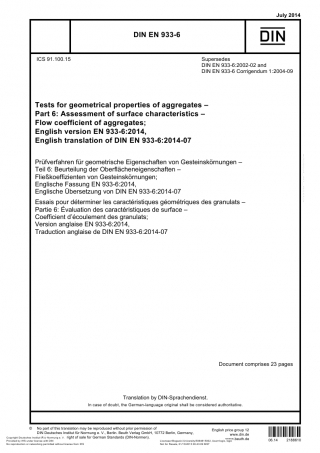 July 2014
DIN EN 933-6
DIN
ICS 91.100.15
Supersedes
DIN EN 933-6:2002-02 and
DIN EN 933-6 Corrigendum 1:2004-09
Tests for geometrical properties of aggregates –
Part 6: Assessment of surface characteristics –
Flow coefficient of aggregates;
English version EN 933-6:2014,
English translation of DIN EN 933-6:2014-07
Prüfverfahren für geometrische Eigenschaften von Gesteinskörnungen –
Teil 6: Beurteilung der Oberflächeneigenschaften –
Fließkoeffizienten von Gesteinskörnungen;
Englische Fassung EN 933-6:2014,
Englische Übersetzung von DIN EN 933-6:2014-07
Essais pour déterminer les caractéristiques géométriques des granulats –
Partie 6: Évaluation des caractéristiques de surface –
Coefficient d'écoulement des granulats;
Version anglaise EN 933-6:2014,
Traduction anglaise de DIN EN 933-6:2014-07
Document comprises 23 pages
Translation by DIN-Sprachendienst.
In case of doubt, the German-language original shall be considered authoritative.
No part of this translation may be reproduced without prior permission of
DIN Deutsches Institut für Normung e. V., Berlin. Beuth Verlag GmbH, 10772 Berlin, Germany,
right of sale for German Standards (DIN-Normen).
English price group 12
www.din.de
www.beuth.de